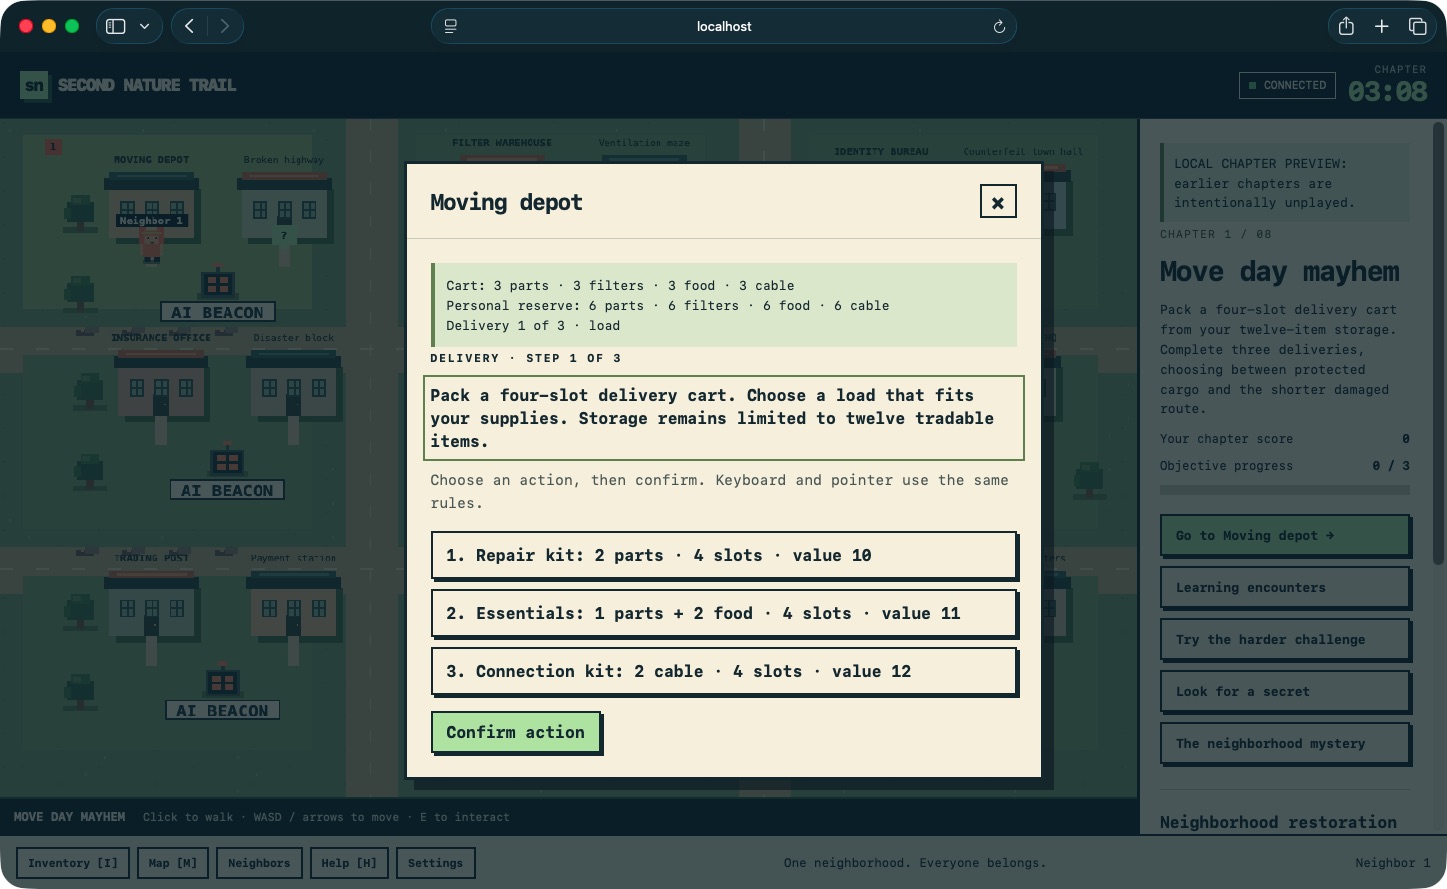 localhost
sn SECOND NATURE TRAIL
CONNECTED
CHAPTER
03:08
1
MOVING DEPOT
Broken highway
Neighbor 1
?
AI BEACON
FILTER WAREHOUSE
Ventilation maze
IDENTITY BUREAU
Counterfeit town hall
INSURANCE OFFICE
Disaster block
AI BEACON
TRADING POST
Payment station
AI BEACON
Moving depot
×
Cart: 3 parts · 3 filters · 3 food · 3 cable
Personal reserve: 6 parts · 6 filters · 6 food · 6 cable
Delivery 1 of 3 · load
DELIVERY · STEP 1 OF 3
Pack a four-slot delivery cart. Choose a load that fits
your supplies. Storage remains limited to twelve tradable
items.
Choose an action, then confirm. Keyboard and pointer use the same
rules.
1. Repair kit: 2 parts · 4 slots · value 10
2. Essentials: 1 parts + 2 food · 4 slots · value 11
3. Connection kit: 2 cable · 4 slots · value 12
Confirm action
LOCAL CHAPTER PREVIEW:
earlier chapters are
intentionally unplayed.
CHAPTER 1 / 08
Move day mayhem
Pack a four-slot delivery cart
from your twelve-item storage.
Complete three deliveries,
choosing between protected
cargo and the shorter damaged
route.
Your chapter score 0
Objective progress 0 / 3
Go to Moving depot →
Learning encounters
Try the harder challenge
Look for a secret
The neighborhood mystery
Neighborhood restoration
MOVE DAY MAYHEM Click to walk · WASD / arrows to move · E to interact
Inventory [I]
Map [M]
Neighbors
Help [H]
Settings
One neighborhood. Everyone belongs.
Neighbor 1